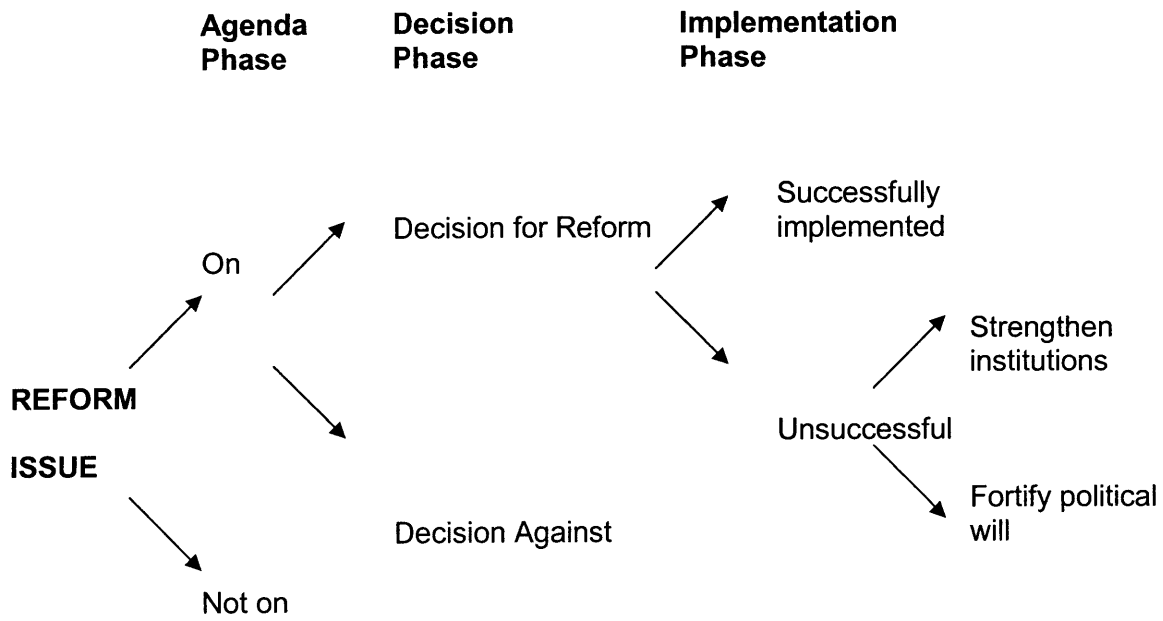 Agenda
Phase
Decision
Phase
Implementation
Phase
Successfully
implemented
Decision for Reform
On
Strengthen
institutions
REFORM
Unsuccessful
ISSUE
Fortify political
will
Decision Against
Not on